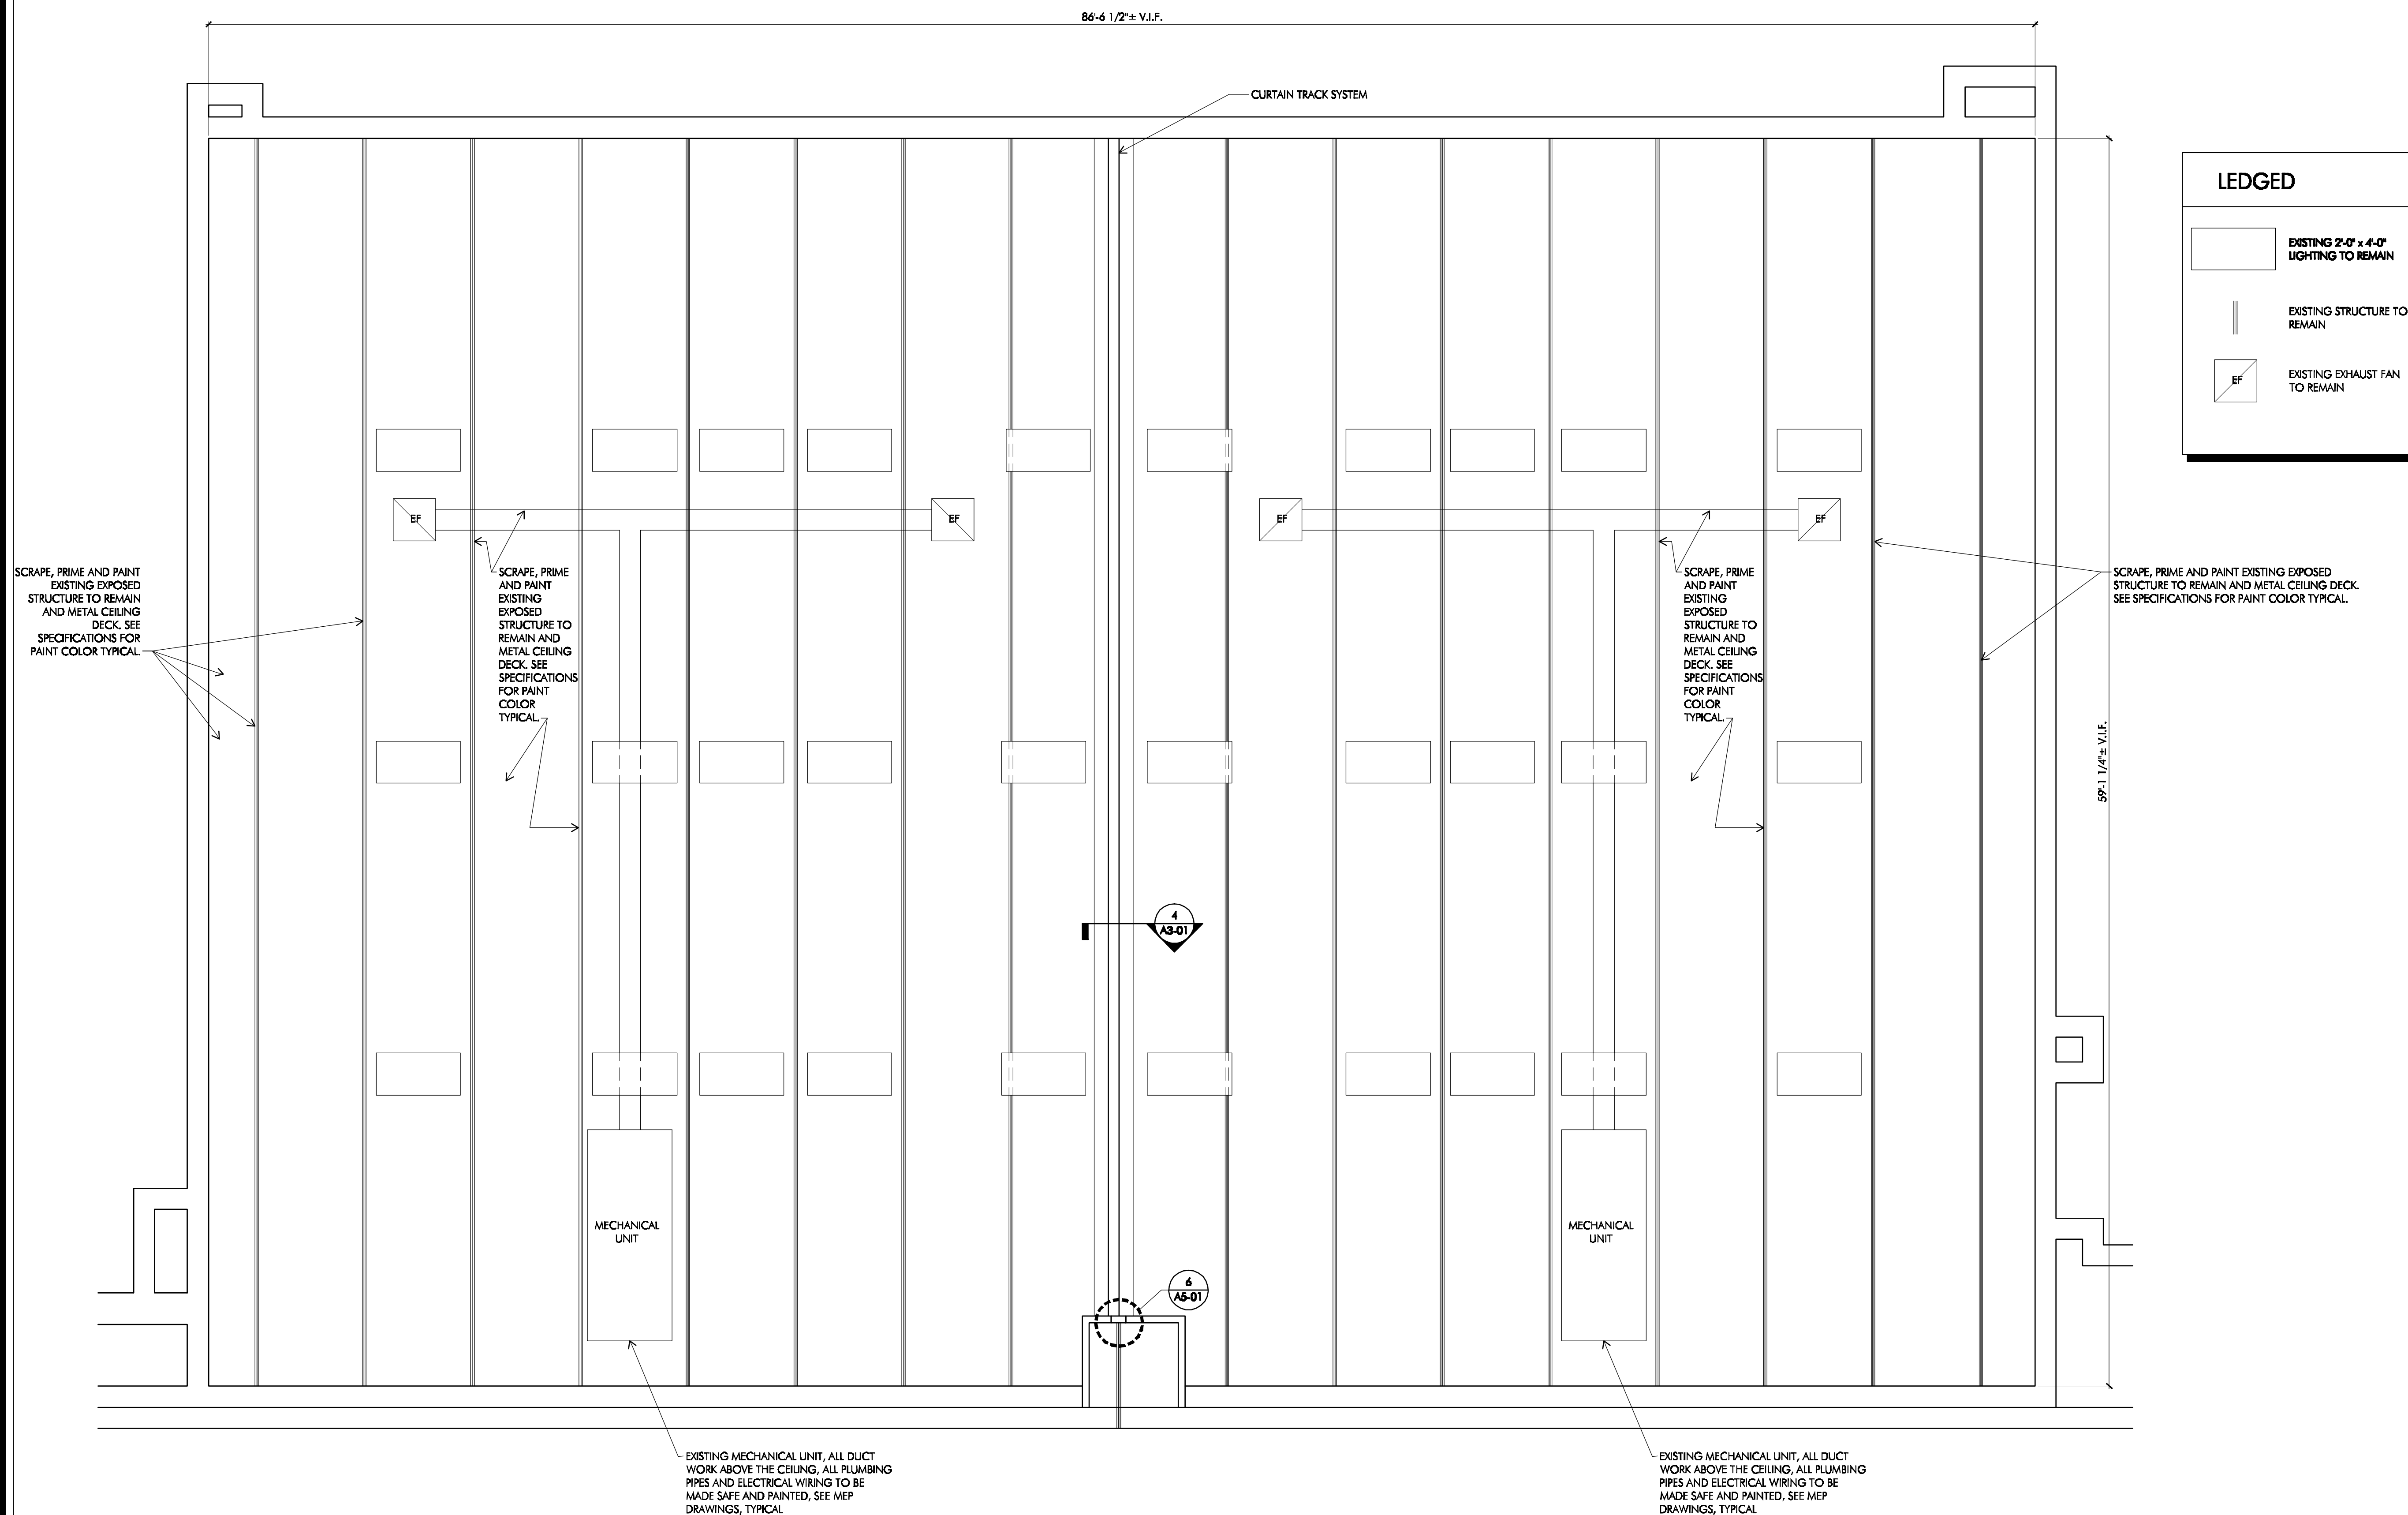 86'-6 1/2"± V.I.F.
CURTAIN TRACK SYSTEM
LEDGED
EXISTING 2'-0" x 4'-0"
LIGHTING TO REMAIN
EXISTING STRUCTURE TO
REMAIN
EF
EXISTING EXHAUST FAN
TO REMAIN
EF
EF
EF
EF
SCRAPE, PRIME AND PAINT
EXISTING EXPOSED
STRUCTURE TO REMAIN
AND METAL CEILING
DECK. SEE
SPECIFICATIONS FOR
PAINT COLOR TYPICAL.
SCRAPE, PRIME
AND PAINT
EXISTING
EXPOSED
STRUCTURE TO
REMAIN AND
METAL CEILING
DECK. SEE
SPECIFICATIONS
FOR PAINT
COLOR
TYPICAL.
SCRAPE, PRIME
AND PAINT
EXISTING
EXPOSED
STRUCTURE TO
REMAIN AND
METAL CEILING
DECK. SEE
SPECIFICATIONS
FOR PAINT
COLOR
TYPICAL.
SCRAPE, PRIME AND PAINT EXISTING EXPOSED
STRUCTURE TO REMAIN AND METAL CEILING DECK.
SEE SPECIFICATIONS FOR PAINT COLOR TYPICAL.
59'-1 1/4"± V.I.F.
4
A3-01
MECHANICAL
UNIT
MECHANICAL
UNIT
6
A5-01
EXISTING MECHANICAL UNIT, ALL DUCT
WORK ABOVE THE CEILING, ALL PLUMBING
PIPES AND ELECTRICAL WIRING TO BE
MADE SAFE AND PAINTED, SEE MEP
DRAWINGS, TYPICAL
EXISTING MECHANICAL UNIT, ALL DUCT
WORK ABOVE THE CEILING, ALL PLUMBING
PIPES AND ELECTRICAL WIRING TO BE
MADE SAFE AND PAINTED, SEE MEP
DRAWINGS, TYPICAL